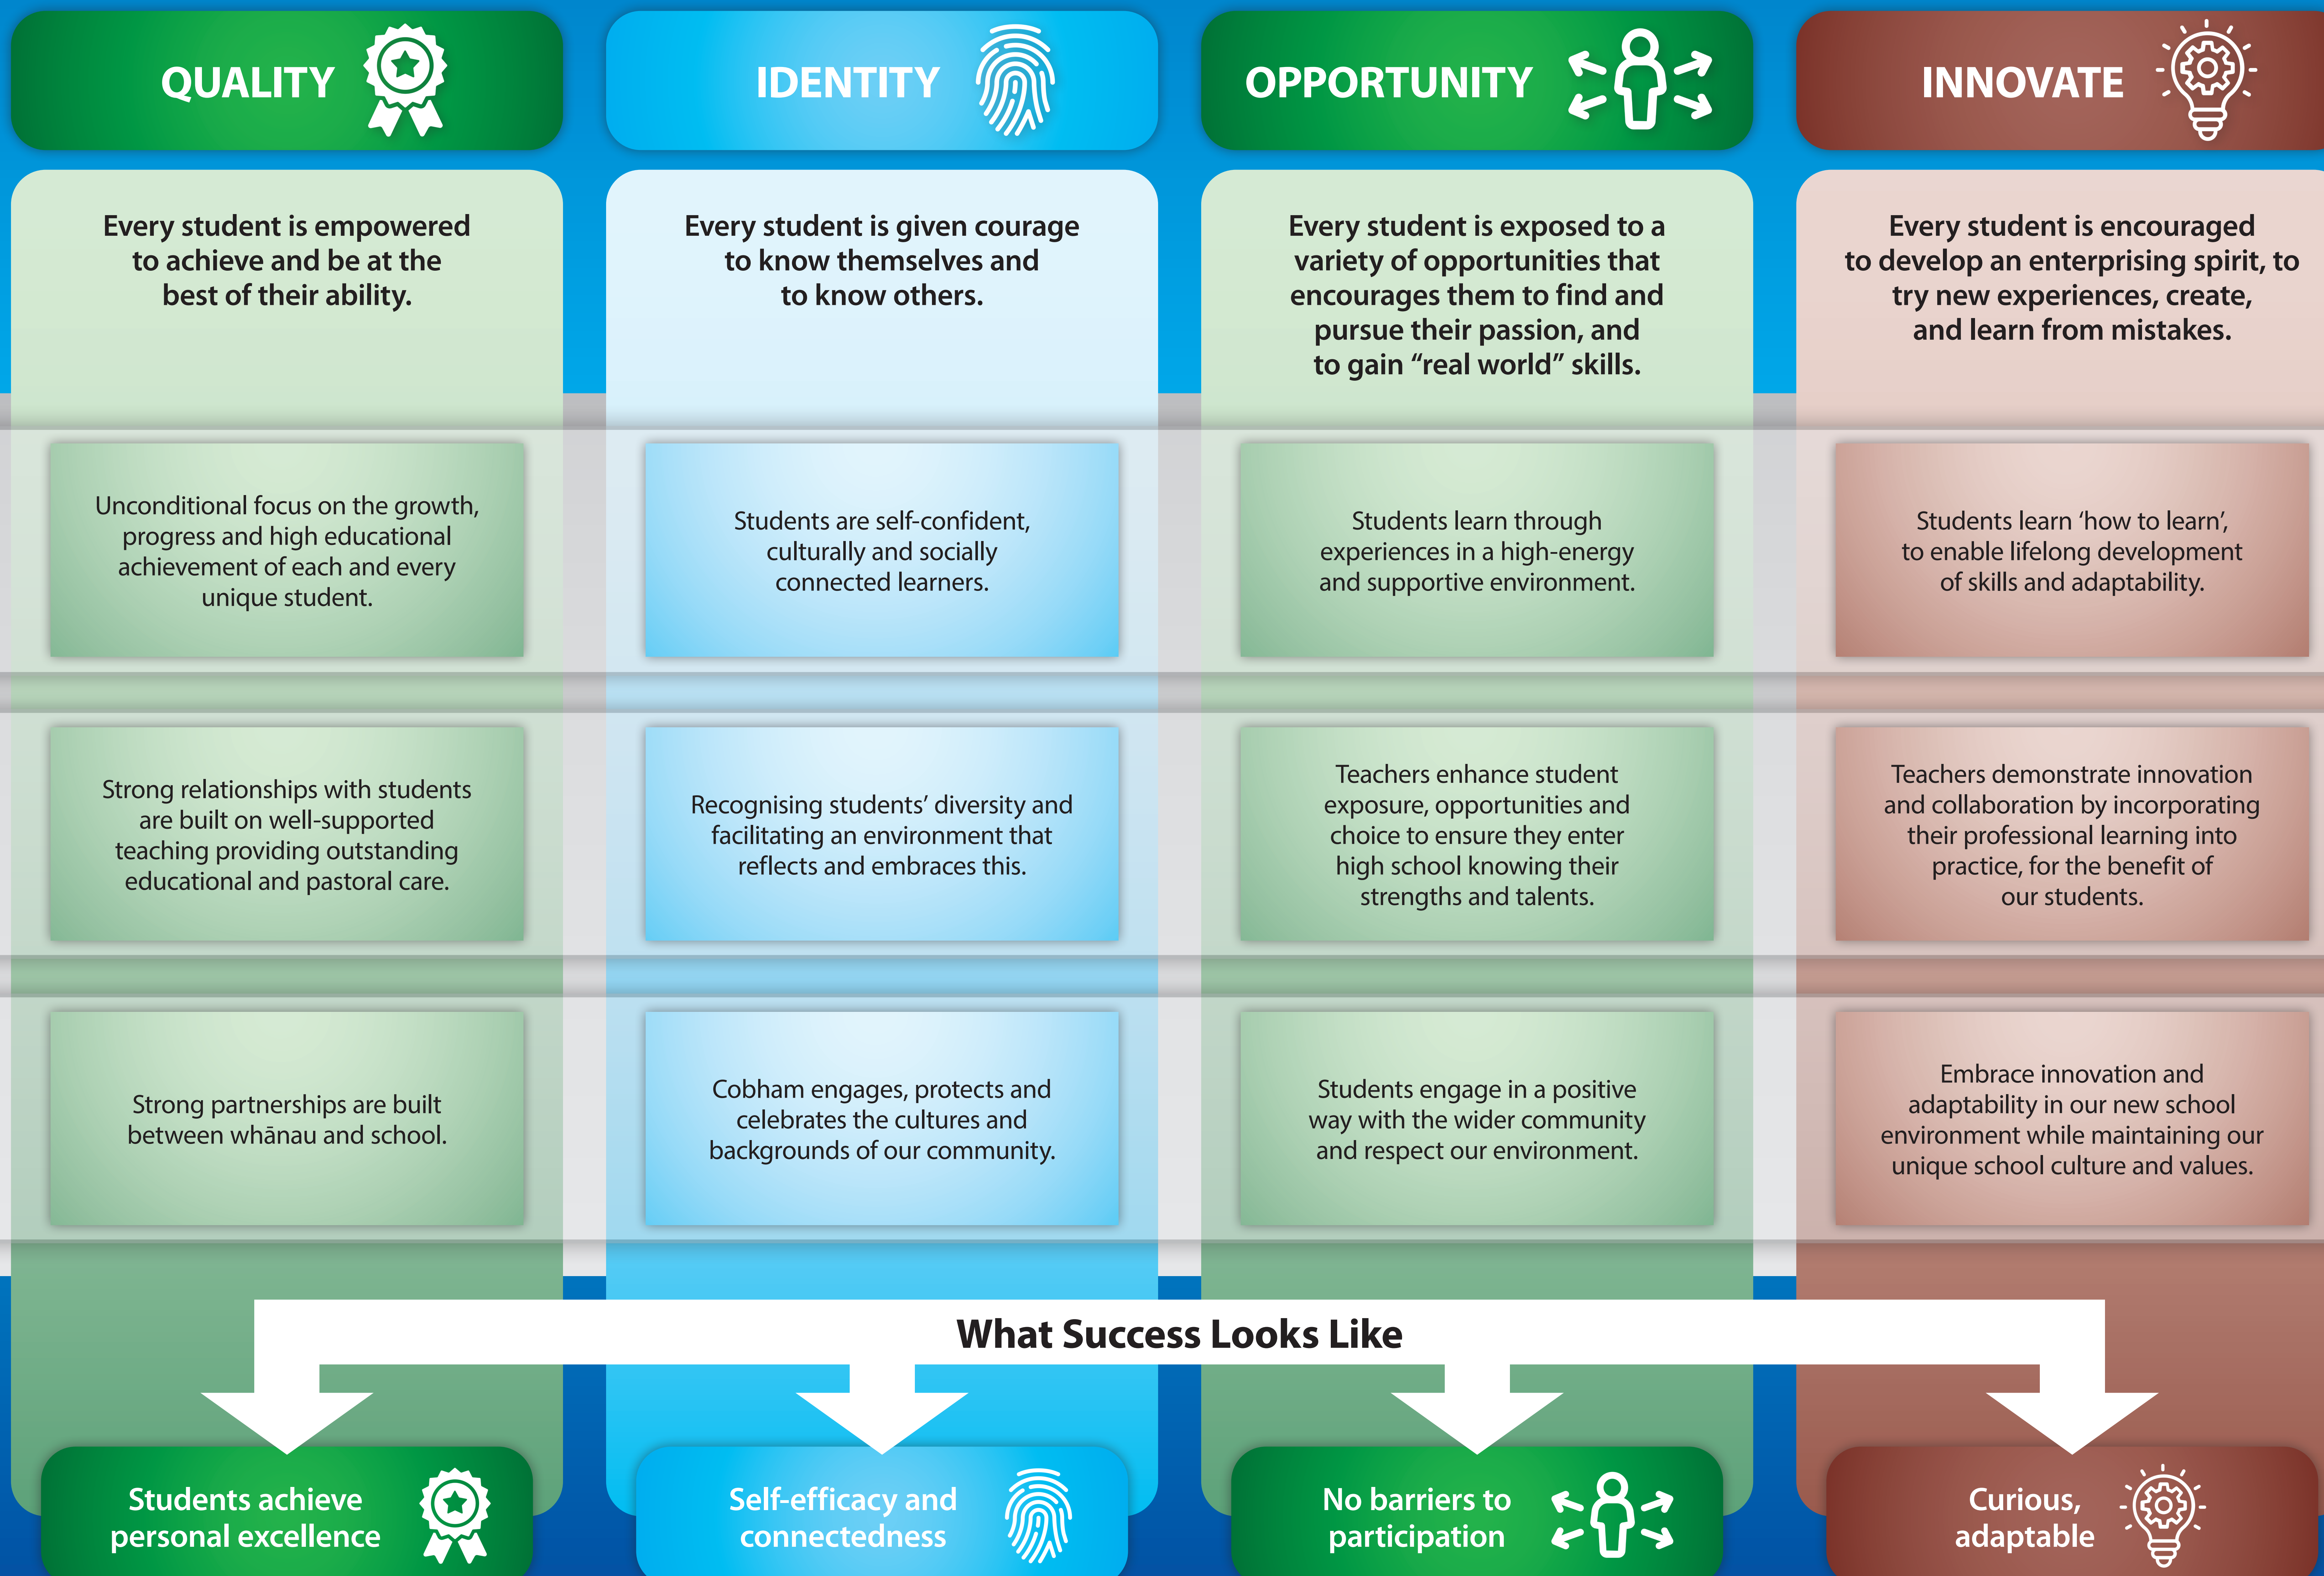 QUALITY
IDENTITY
OPPORTUNITY
INNOVATE
Every student is empowered
to achieve and be at the
best of their ability.
Every student is given courage
to know themselves and
to know others.
Every student is exposed to a
variety of opportunities that
encourages them to find and
pursue their passion, and
to gain “real world” skills.
Every student is encouraged
to develop an enterprising spirit, to
try new experiences, create,
and learn from mistakes.
Unconditional focus on the growth,
progress and high educational
achievement of each and every
unique student.
Students are self-confident,
culturally and socially
connected learners.
Students learn through
experiences in a high-energy
and supportive environment.
Students learn ‘how to learn’,
to enable lifelong development
of skills and adaptability.
Strong relationships with students
are built on well-supported
teaching providing outstanding
educational and pastoral care.
Recognising students’ diversity and
facilitating an environment that
reflects and embraces this.
Teachers enhance student
exposure, opportunities and
choice to ensure they enter
high school knowing their
strengths and talents.
Teachers demonstrate innovation
and collaboration by incorporating
their professional learning into
practice, for the benefit of
our students.
Strong partnerships are built
between whānau and school.
Cobham engages, protects and
celebrates the cultures and
backgrounds of our community.
Students engage in a positive
way with the wider community
and respect our environment.
Embrace innovation and
adaptability in our new school
environment while maintaining our
unique school culture and values.
What Success Looks Like
Students achieve
personal excellence
Self-efficacy and
connectedness
No barriers to
participation
Curious,
adaptable